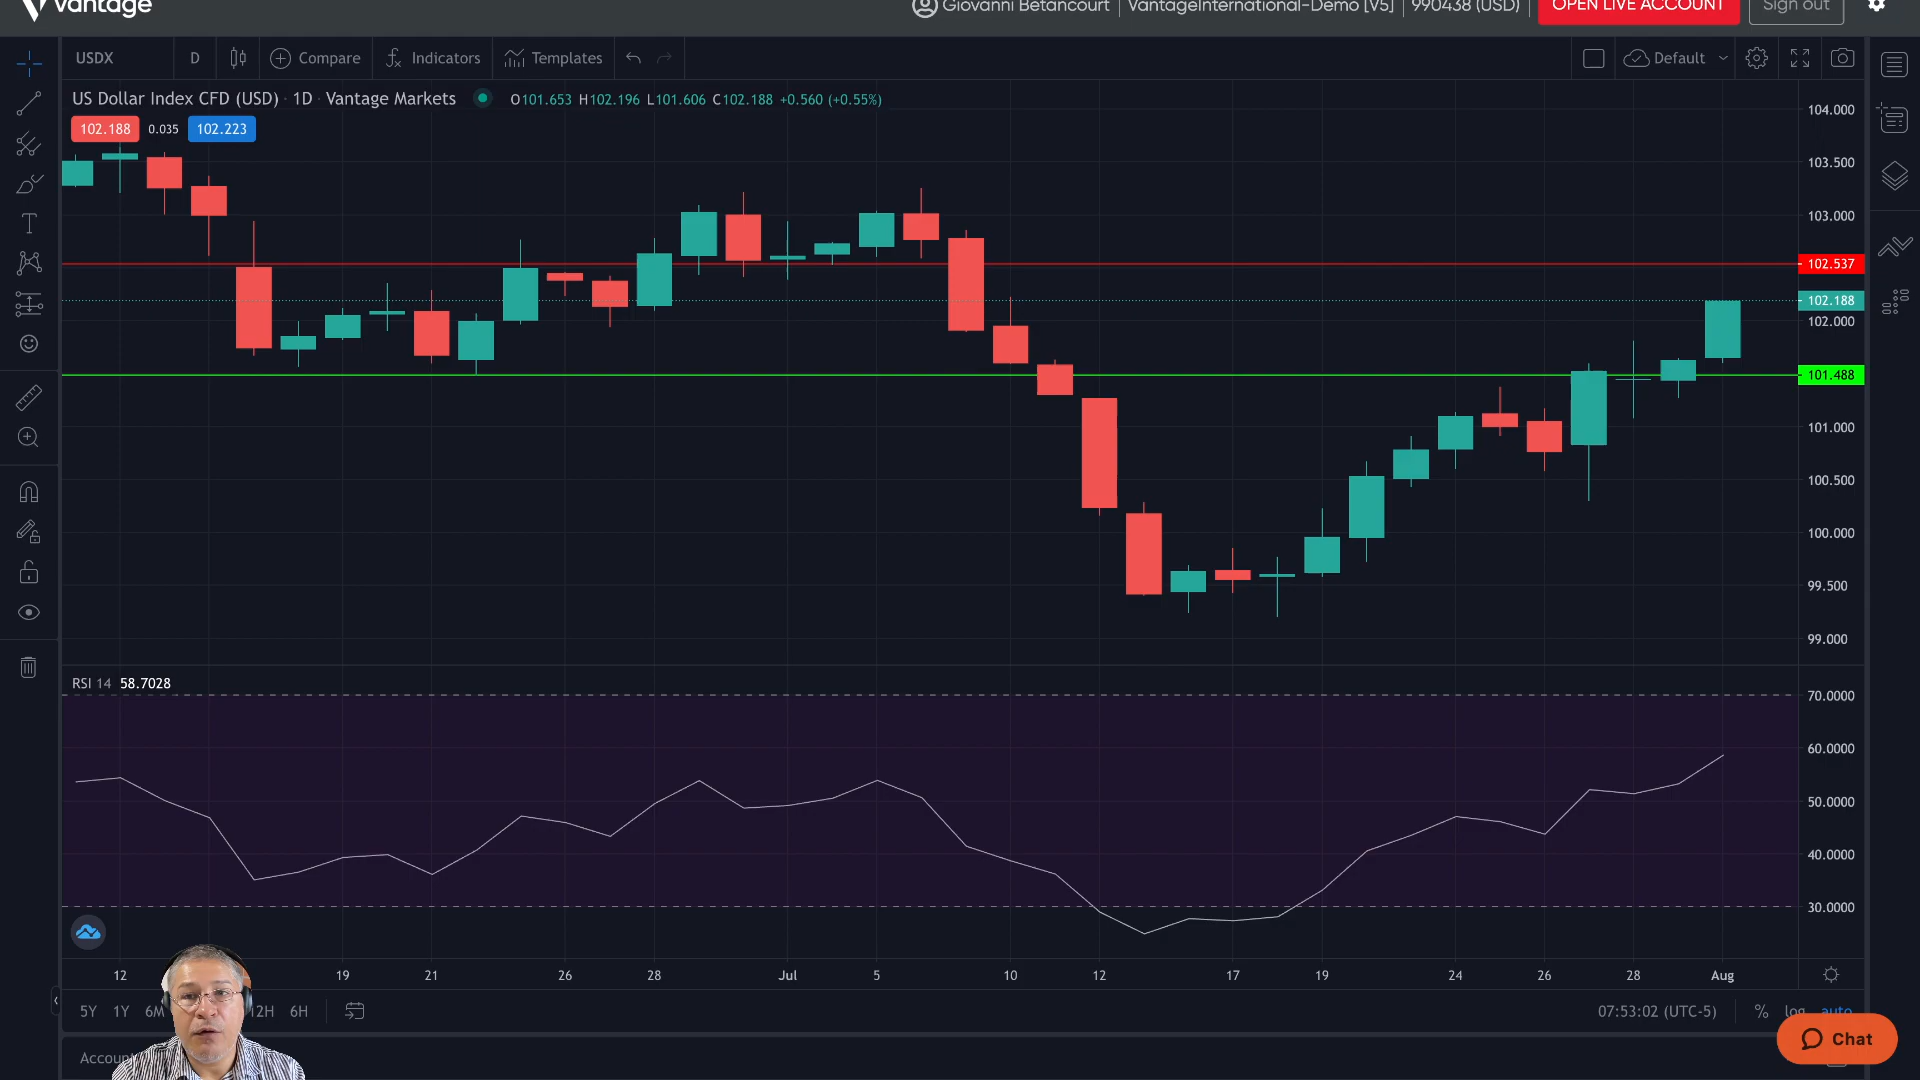 Vantage
Giovanni Betancourt | VantageInternational-Demo [V5] | 990438 (USD) OPEN LIVE ACCOUNT Sign out
USDX D Compare Indicators Templates Default
US Dollar Index CFD (USD) · 1D · Vantage Markets O101.653 H102.196 L101.606 C102.188 +0.560 (+0.55%)
102.188 0.035 102.223
104.000
103.500
103.000
102.537
102.188
102.000
101.488
101.000
100.500
100.000
99.500
99.000
RSI 14 58.7028
70.0000
60.0000
50.0000
40.0000
30.0000
12 19 21 26 28 Jul 5 10 12 17 19 24 26 28 Aug
5Y 1Y 6M 12H 6H 07:53:02 (UTC-5) % log auto
Chat